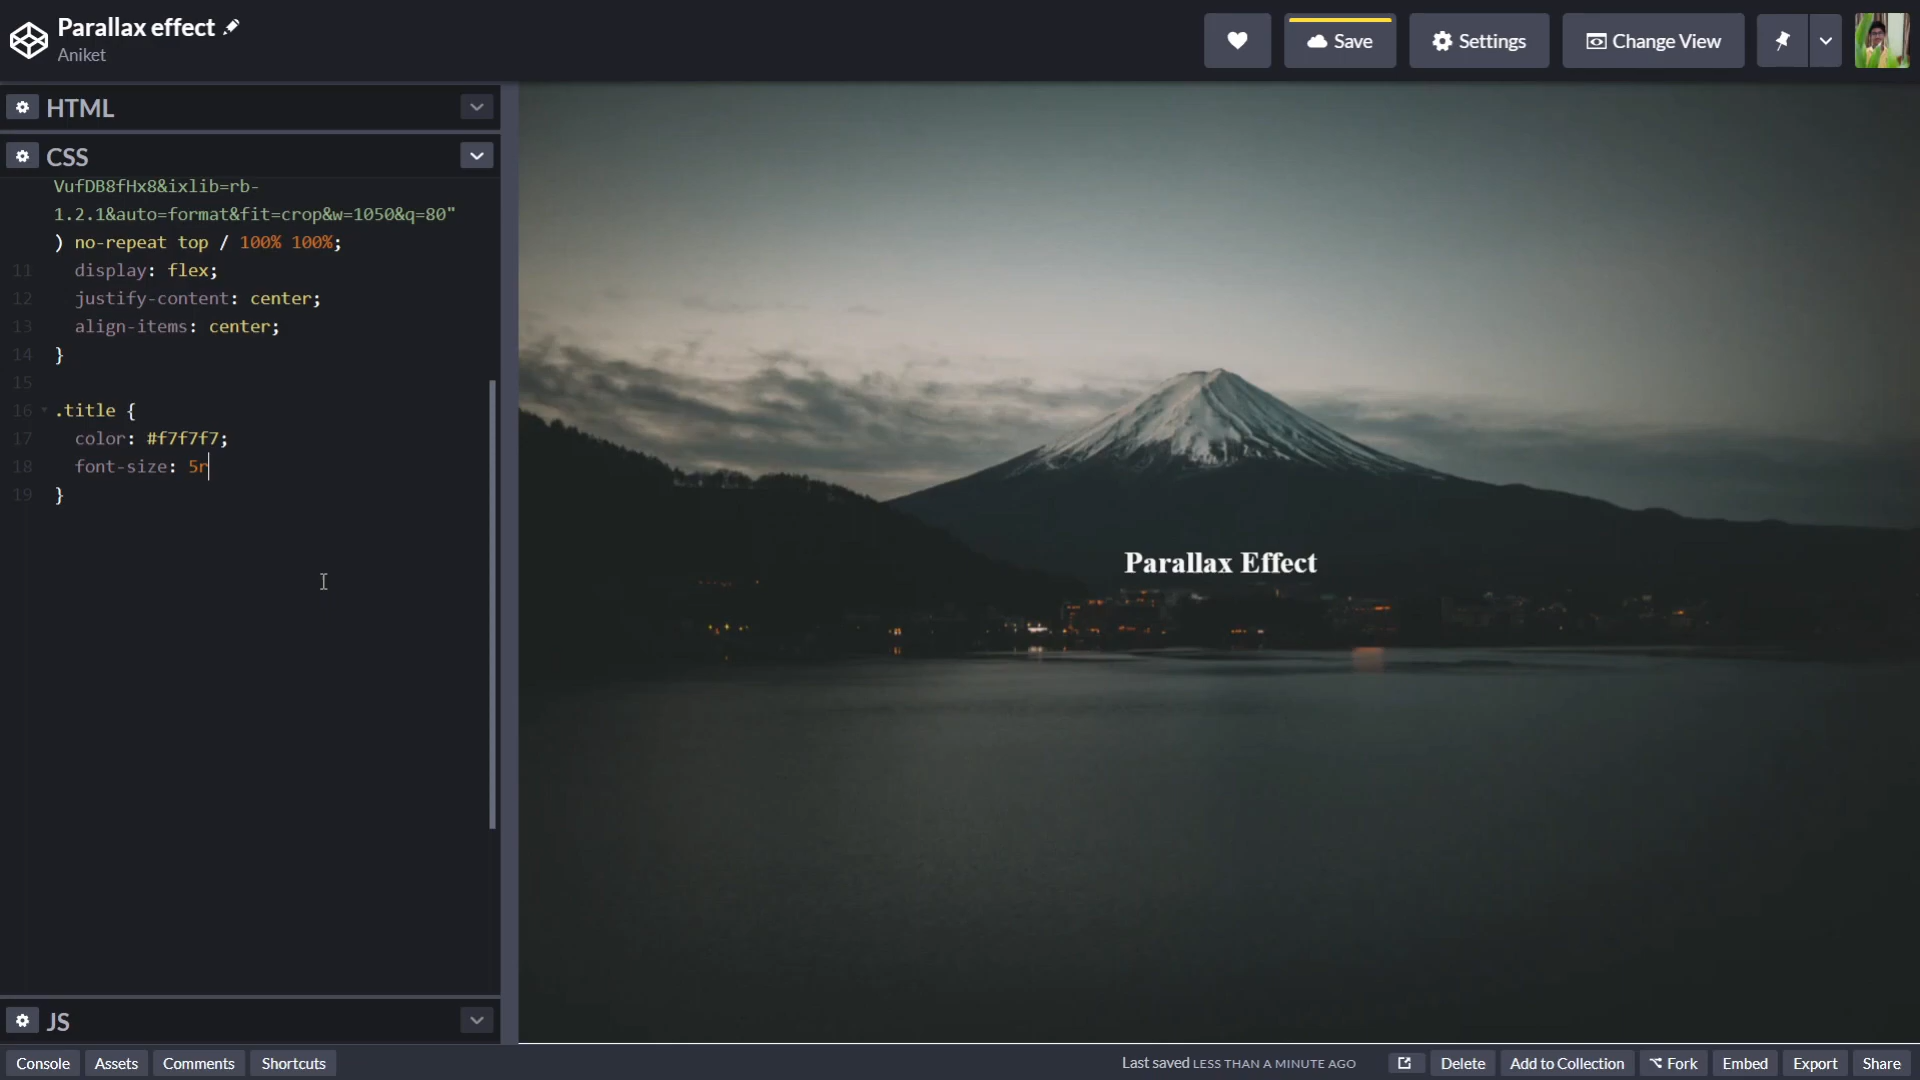 Parallax effect
Aniket
Save
Settings
Change View
HTML
CSS
VufDB8fHx8&ixlib=rb-
1.2.1&auto=format&fit=crop&w=1050&q=80"
) no-repeat top / 100% 100%;
11 display: flex;
12 justify-content: center;
13 align-items: center;
14 }
15
16 .title {
17 color: #f7f7f7;
18 font-size: 5r
19 }
Parallax Effect
JS
Console Assets Comments Shortcuts
Last saved LESS THAN A MINUTE AGO
Delete Add to Collection Fork Embed Export Share